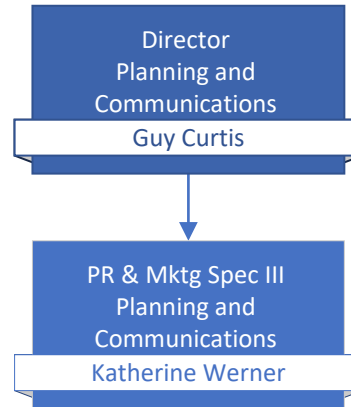 Director
Planning and
Communications
Guy Curtis
PR & Mktg Spec III
Planning and
Communications
Katherine Werner